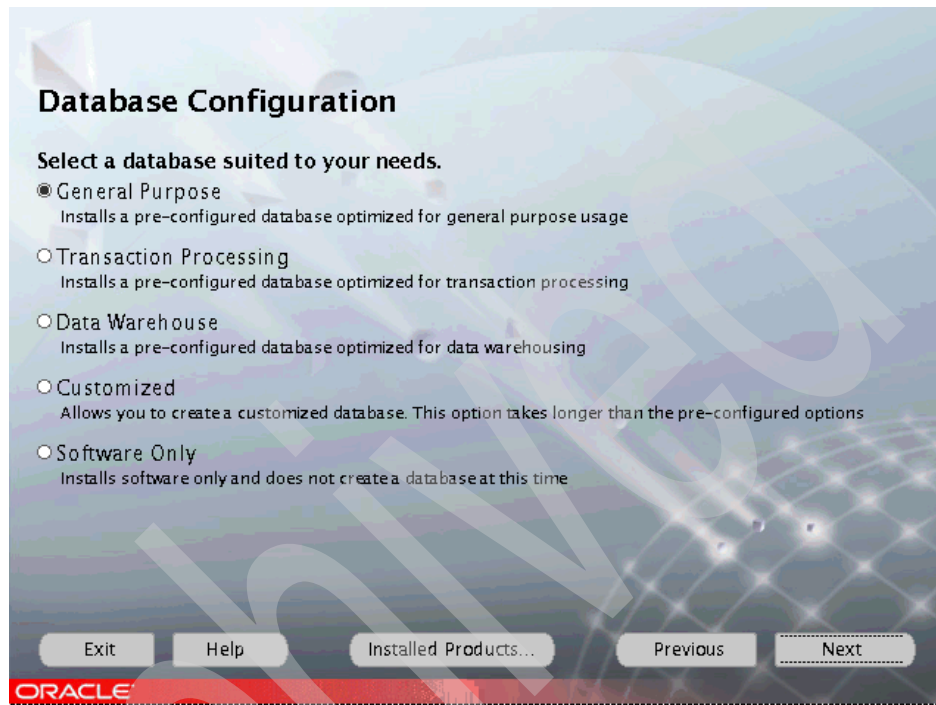 Database Configuration
Select a database suited to your needs.
General Purpose
Installs a pre-configured database optimized for general purpose usage
Transaction Processing
Installs a pre-configured database optimized for transaction processing
Data Warehouse
Installs a pre-configured database optimized for data warehousing
Customized
Allows you to create a customized database. This option takes longer than the pre-configured options
Software Only
Installs software only and does not create a database at this time
Exit Help Installed Products... Previous Next
ORACLE
hived